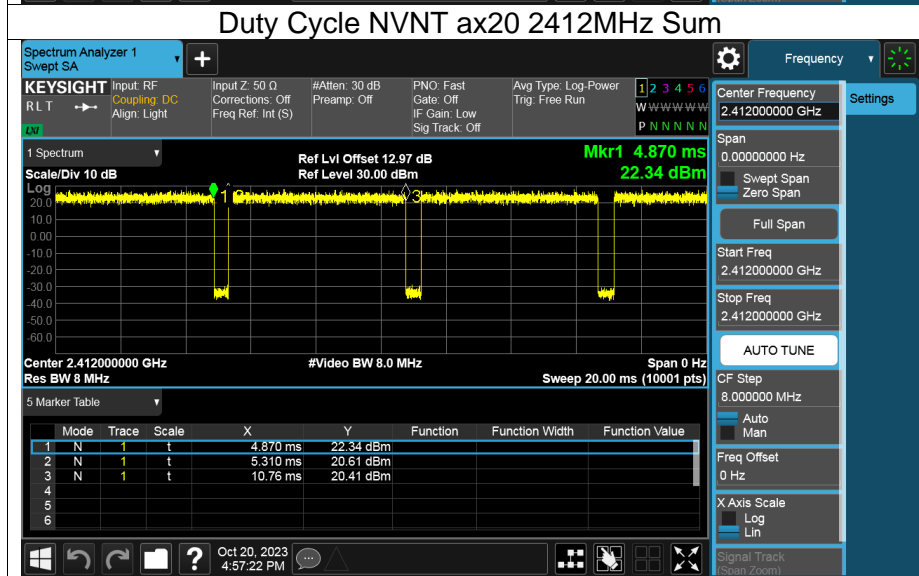 Duty Cycle NVNT ax20 2412MHz Sum
Spectrum Analyzer 1
Swept SA
+
Frequency
KEYSIGHT
RLT
LXI
Input: RF
Coupling: DC
Align: Light
Input Z: 50 Ω
Corrections: Off
Freq Ref: Int (S)
#Atten: 30 dB
Preamp: Off
PNO: Fast
Gate: Off
IF Gain: Low
Sig Track: Off
Avg Type: Log-Power
Trig: Free Run
1 2 3 4 5 6
W W W W W W
P N N N N N
1 Spectrum
Scale/Div 10 dB
Ref Lvl Offset 12.97 dB
Ref Level 30.00 dBm
Mkr1 4.870 ms
22.34 dBm
Log
20.0
10.0
0.00
-10.0
-20.0
-30.0
-40.0
-50.0
-60.0
1
3
Center 2.412000000 GHz
Res BW 8 MHz
#Video BW 8.0 MHz
Span 0 Hz
Sweep 20.00 ms (10001 pts)
5 Marker Table
Mode Trace Scale X Y Function Function Width Function Value
1 N 1 t 4.870 ms 22.34 dBm
2 N 1 t 5.310 ms 20.61 dBm
3 N 1 t 10.76 ms 20.41 dBm
4
5
6
Center Frequency
2.412000000 GHz
Span
0.00000000 Hz
Swept Span
Zero Span
Full Span
Start Freq
2.412000000 GHz
Stop Freq
2.412000000 GHz
AUTO TUNE
CF Step
8.000000 MHz
Auto
Man
Freq Offset
0 Hz
X Axis Scale
Log
Lin
Signal Track
(Span Zoom)
Settings
?
Oct 20, 2023
4:57:22 PM